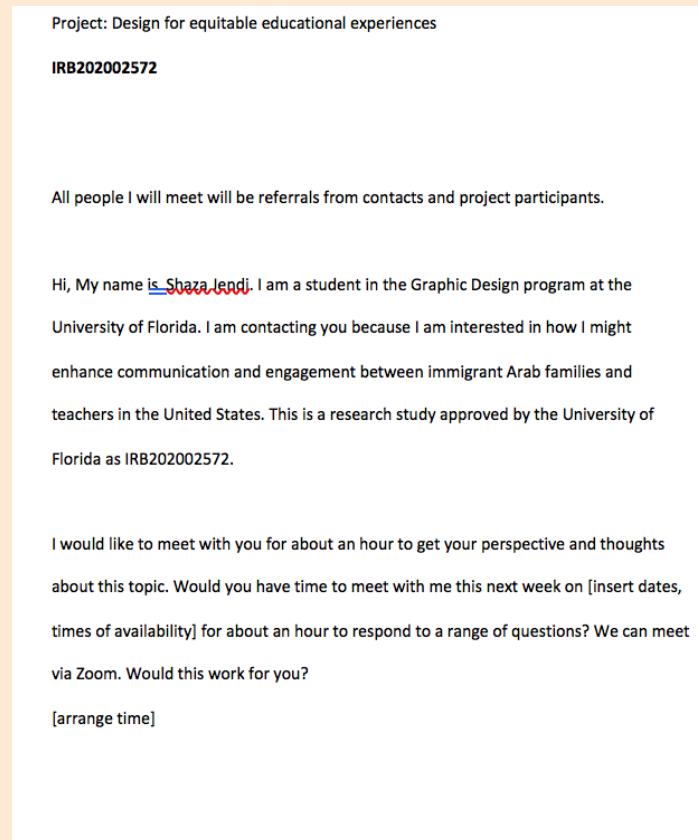 Project: Design for equitable educational experiences
IRB202002572
All people I will meet will be referrals from contacts and project participants.
Hi, My name is Shaza Jendi. I am a student in the Graphic Design program at the
University of Florida. I am contacting you because I am interested in how I might
enhance communication and engagement between immigrant Arab families and
teachers in the United States. This is a research study approved by the University of
Florida as IRB202002572.
I would like to meet with you for about an hour to get your perspective and thoughts
about this topic. Would you have time to meet with me this next week on [insert dates,
times of availability] for about an hour to respond to a range of questions? We can meet
via Zoom. Would this work for you?
[arrange time]